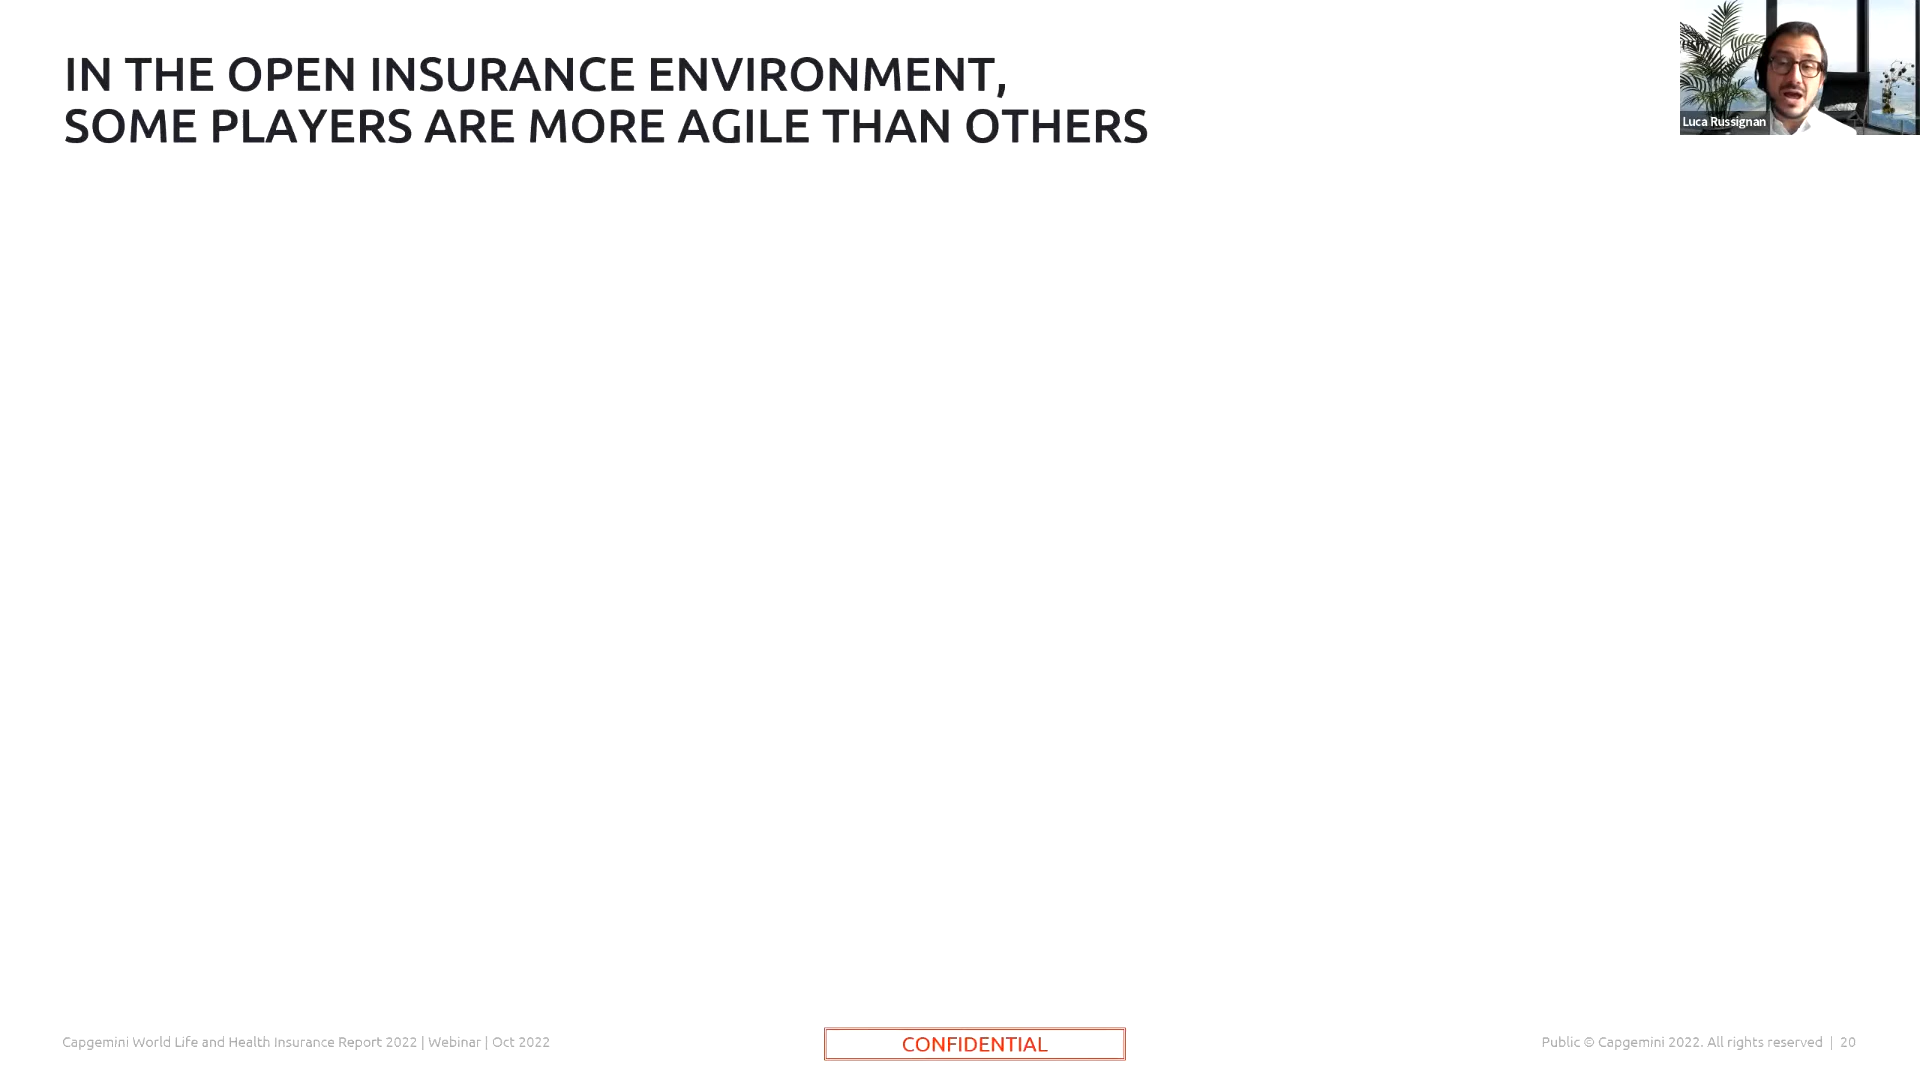 IN THE OPEN INSURANCE ENVIRONMENT,
SOME PLAYERS ARE MORE AGILE THAN OTHERS
Luca Russignan
Capgemini World Life and Health Insurance Report 2022 | Webinar | Oct 2022
CONFIDENTIAL
Public © Capgemini 2022. All rights reserved | 20